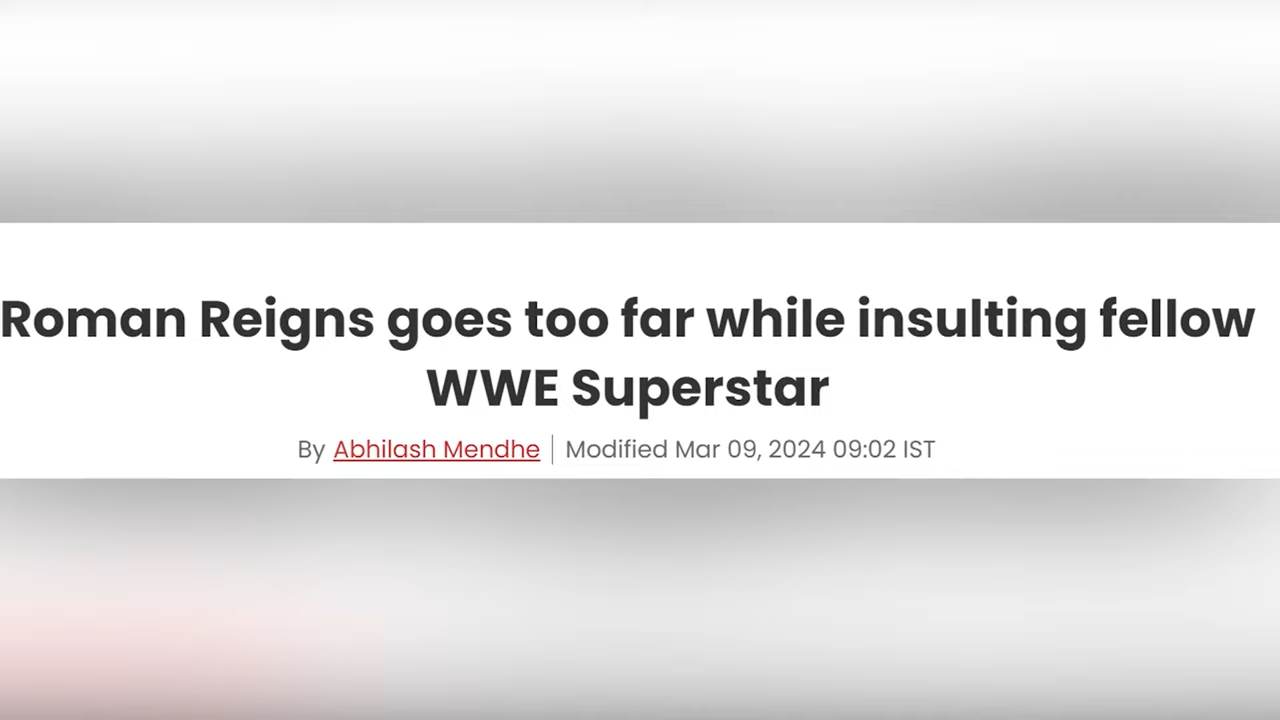 Roman Reigns goes too far while insulting fellow
WWE Superstar
By Abhilash Mendhe | Modified Mar 09, 2024 09:02 IST